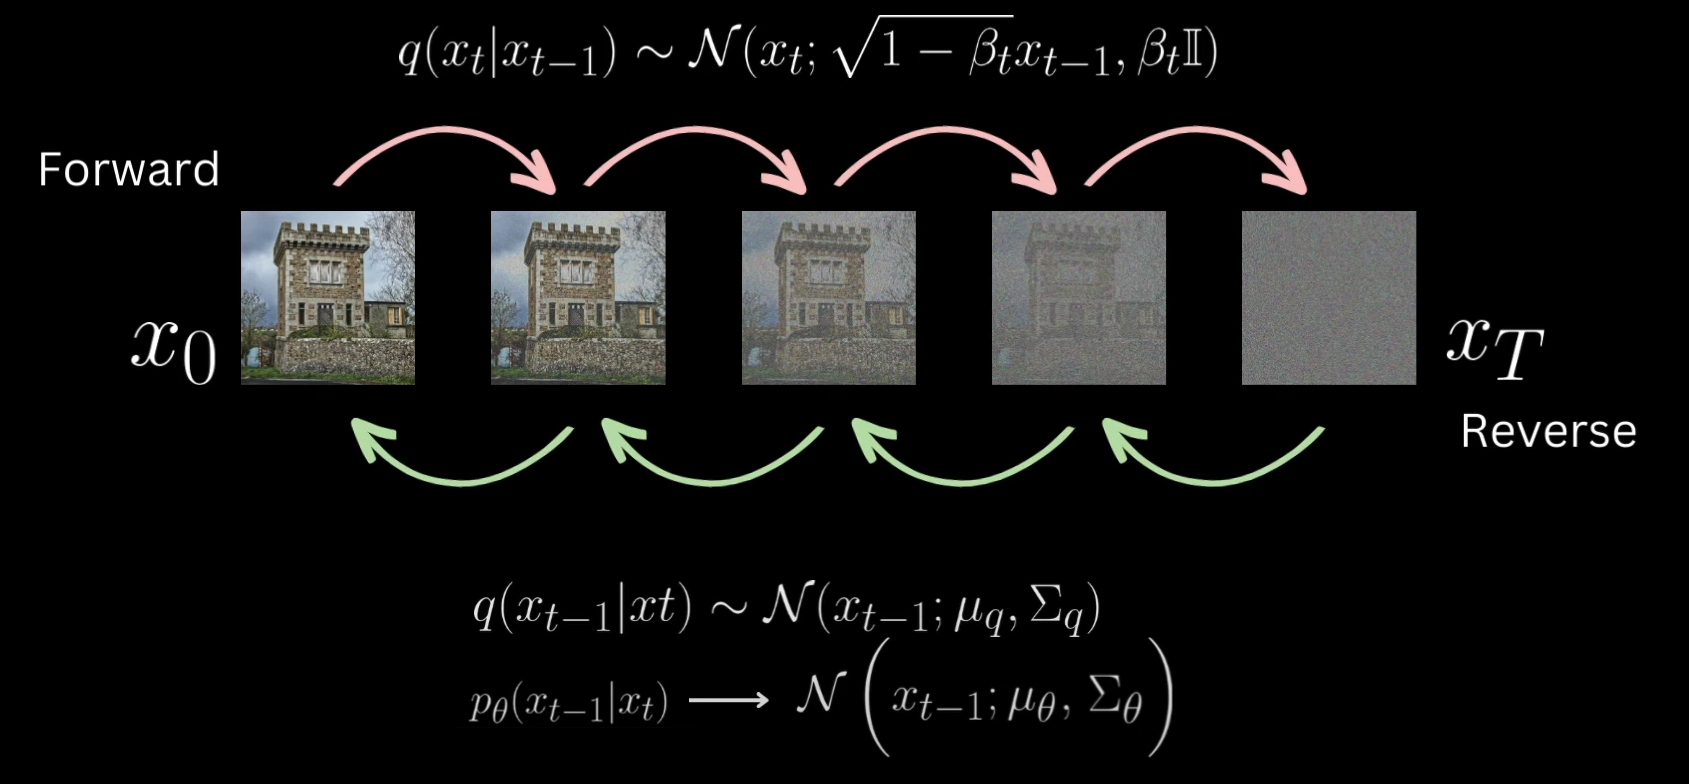 q(x_t|x_{t−1}) ∼ 𝒩(x_t; √(1 − β_t)x_{t−1}, β_t𝕀)
Forward
x_0
x_T
Reverse
q(x_{t−1}|xt) ∼ 𝒩(x_{t−1}; μ_q, Σ_q)
p_θ(x_{t−1}|x_t) ⟶ 𝒩(x_{t−1}; μ_θ, Σ_θ)